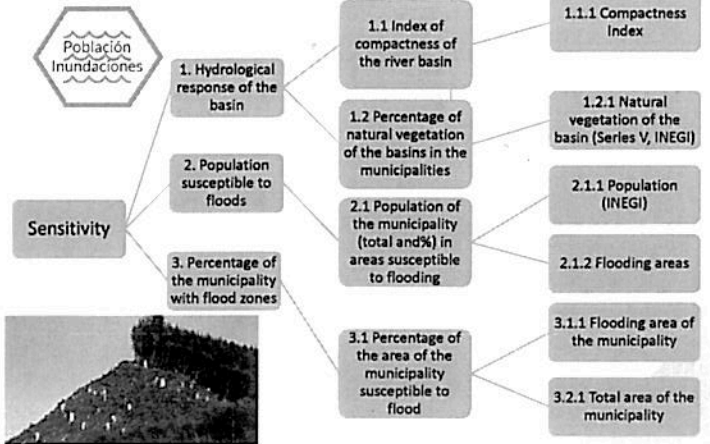 Población
Inundaciones
Sensitivity
1. Hydrological
response of the
basin
2. Population
susceptible to
floods
3. Percentage of
the municipality
with flood zones
1.1 Index of
compactness of
the river basin
1.2 Percentage of
natural vegetation
of the basins in the
municipalities
2.1 Population of
the municipality
(total and%) in
areas susceptible
to flooding
3.1 Percentage of
the area of the
municipality
susceptible to
flood
1.1.1 Compactness
Index
1.2.1 Natural
vegetation of the
basin (Series V, INEGI)
2.1.1 Population
(INEGI)
2.1.2 Flooding areas
3.1.1 Flooding area of
the municipality
3.2.1 Total area of the
municipality